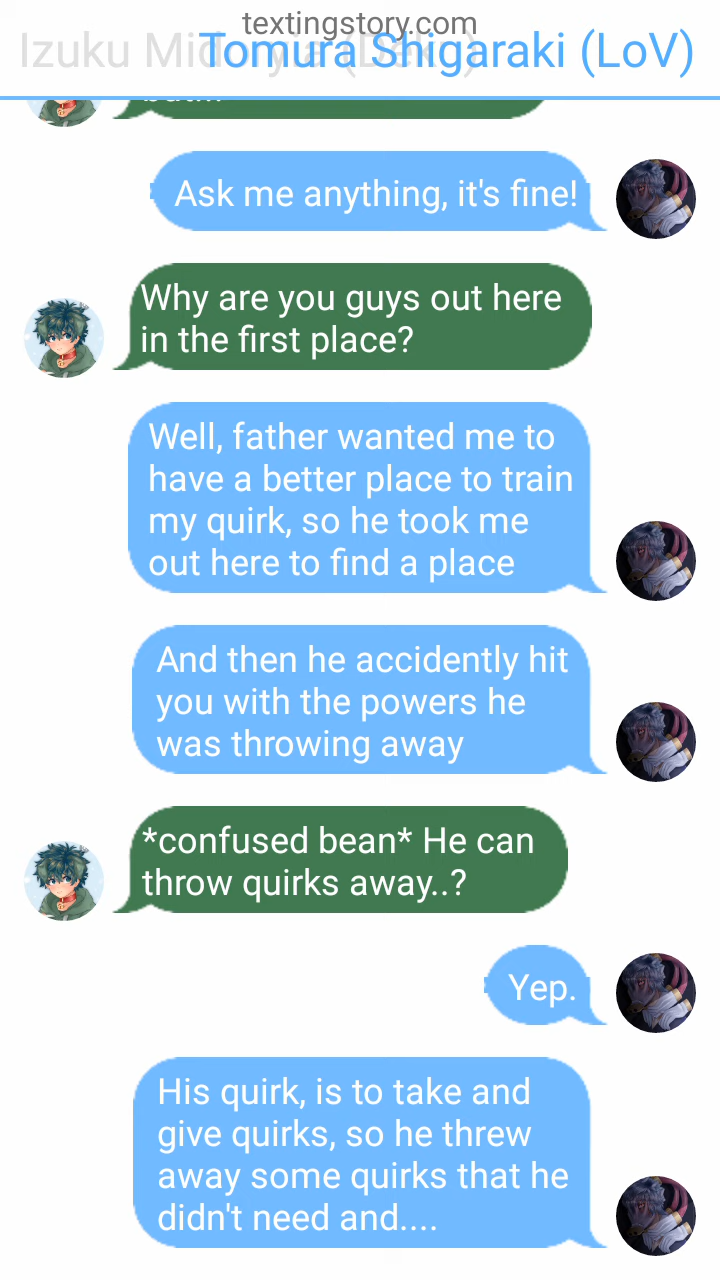 textingstory.com
Izuku Midoriya (Deku)
Tomura Shigaraki (LoV)
Ask me anything, it's fine!
Why are you guys out here
in the first place?
Well, father wanted me to
have a better place to train
my quirk, so he took me
out here to find a place
And then he accidently hit
you with the powers he
was throwing away
*confused bean* He can
throw quirks away..?
Yep.
His quirk, is to take and
give quirks, so he threw
away some quirks that he
didn't need and....